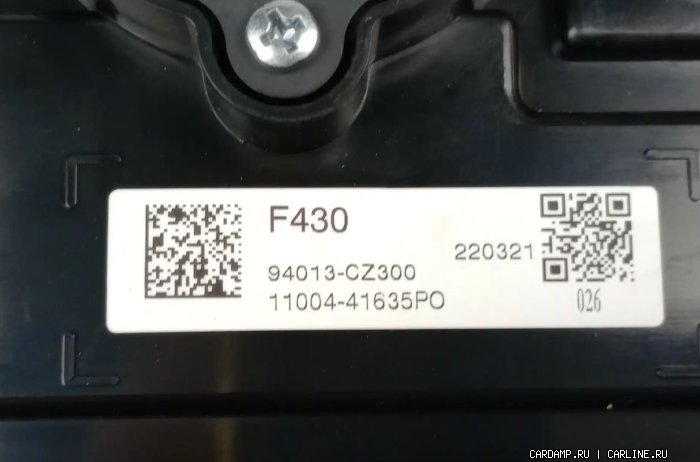 F430
220321
94013-CZ300
11004-41635PO
026
CARDAMP.RU | CARLINE.RU